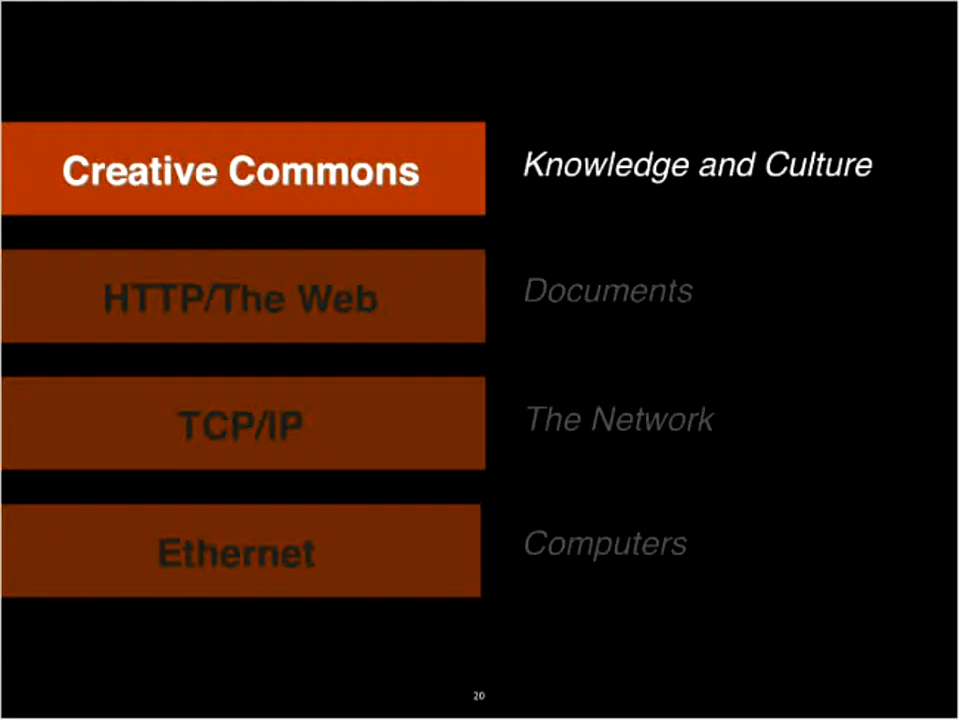 Creative Commons
Knowledge and Culture
HTTP/The Web
Documents
TCP/IP
The Network
Ethernet
Computers
20